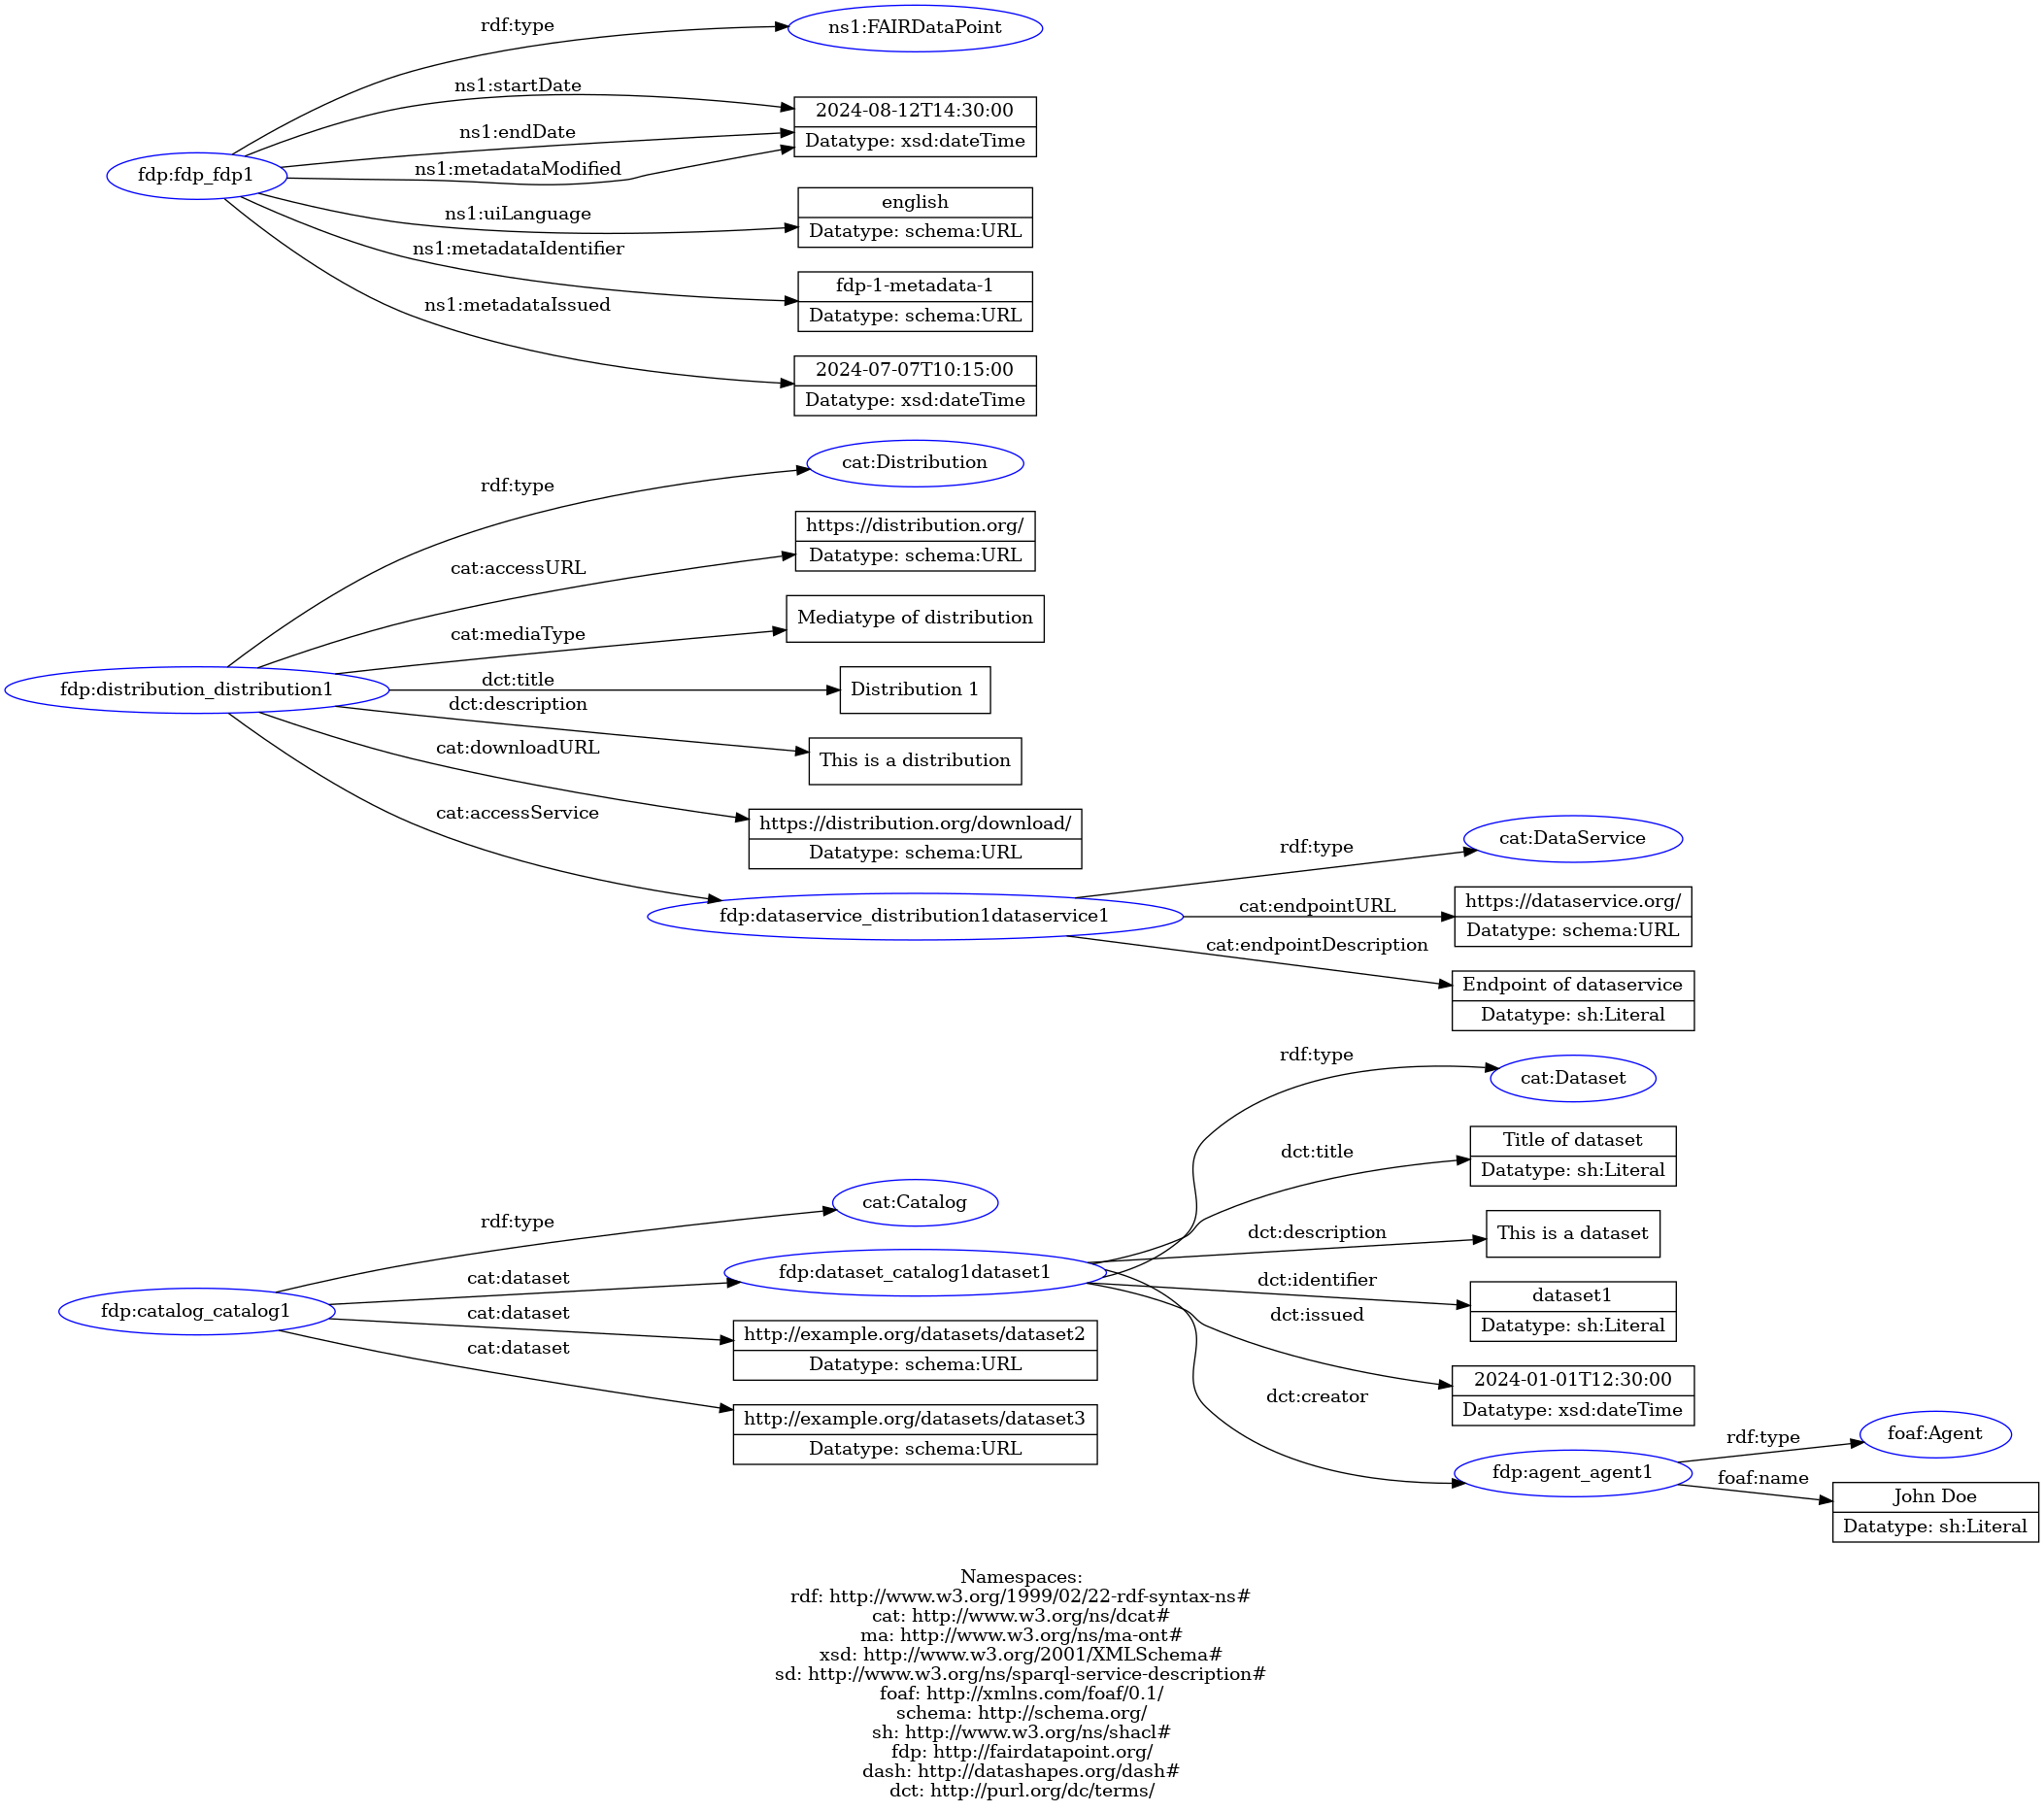 rdf:type
ns1:FAIRDataPoint
ns1:startDate
2024-08-12T14:30:00
Datatype: xsd:dateTime
ns1:endDate
ns1:metadataModified
fdp:fdp_fdp1
ns1:uiLanguage
english
Datatype: schema:URL
ns1:metadataIdentifier
fdp-1-metadata-1
Datatype: schema:URL
ns1:metadataIssued
2024-07-07T10:15:00
Datatype: xsd:dateTime
rdf:type
cat:Distribution
cat:accessURL
https://distribution.org/
Datatype: schema:URL
cat:mediaType
Mediatype of distribution
fdp:distribution_distribution1
dct:title
Distribution 1
dct:description
This is a distribution
cat:downloadURL
https://distribution.org/download/
Datatype: schema:URL
cat:accessService
fdp:dataservice_distribution1dataservice1
rdf:type
cat:DataService
cat:endpointURL
https://dataservice.org/
Datatype: schema:URL
cat:endpointDescription
Endpoint of dataservice
Datatype: sh:Literal
fdp:catalog_catalog1
rdf:type
cat:Catalog
cat:dataset
fdp:dataset_catalog1dataset1
cat:dataset
http://example.org/datasets/dataset2
Datatype: schema:URL
cat:dataset
http://example.org/datasets/dataset3
Datatype: schema:URL
rdf:type
cat:Dataset
dct:title
Title of dataset
Datatype: sh:Literal
dct:description
This is a dataset
dct:identifier
dataset1
Datatype: sh:Literal
dct:issued
2024-01-01T12:30:00
Datatype: xsd:dateTime
dct:creator
fdp:agent_agent1
rdf:type
foaf:Agent
foaf:name
John Doe
Datatype: sh:Literal
Namespaces:
rdf: http://www.w3.org/1999/02/22-rdf-syntax-ns#
cat: http://www.w3.org/ns/dcat#
ma: http://www.w3.org/ns/ma-ont#
xsd: http://www.w3.org/2001/XMLSchema#
sd: http://www.w3.org/ns/sparql-service-description#
foaf: http://xmlns.com/foaf/0.1/
schema: http://schema.org/
sh: http://www.w3.org/ns/shacl#
fdp: http://fairdatapoint.org/
dash: http://datashapes.org/dash#
dct: http://purl.org/dc/terms/